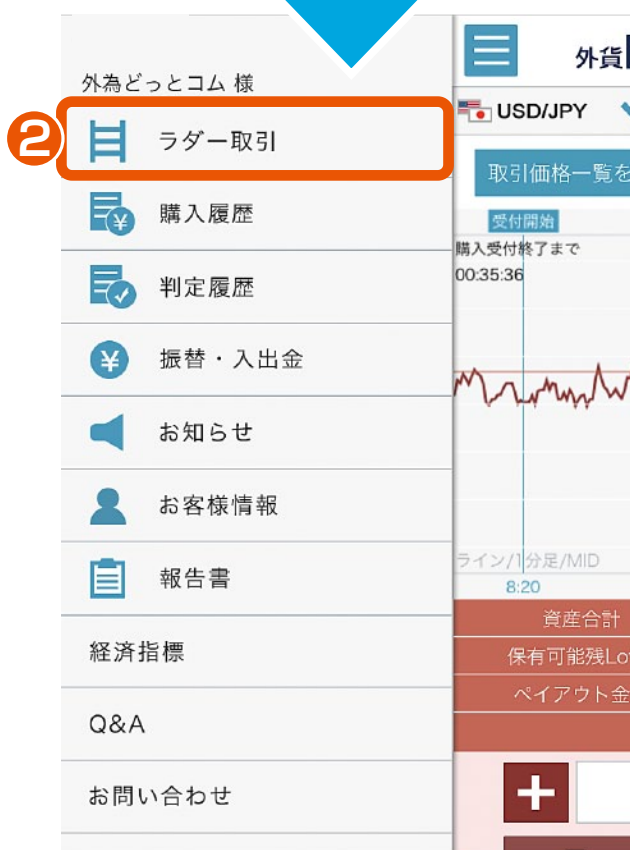 外為どっとコム 様
2
ラダー取引
購入履歴
判定履歴
振替・入出金
お知らせ
お客様情報
報告書
経済指標
Q&A
お問い合わせ
外貨
USD/JPY
取引価格一覧を
受付開始
購入受付終了まで
00:35:36
ライン/1分足/MID
8:20
資産合計
保有可能残Lo
ペイアウト金